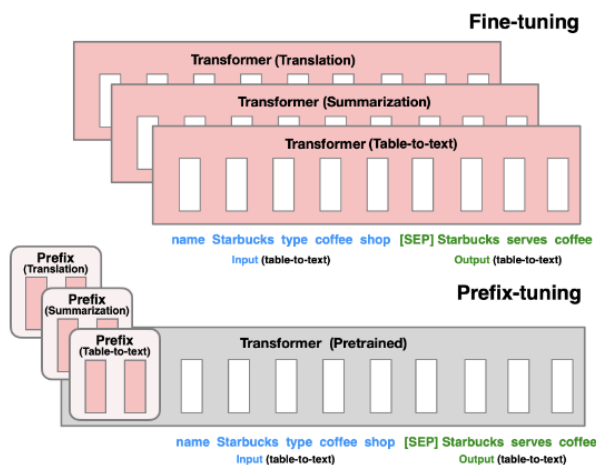 Fine-tuning
Transformer (Translation)
Transformer (Summarization)
Transformer (Table-to-text)
name Starbucks type coffee shop [SEP] Starbucks serves coffee
Input (table-to-text) Output (table-to-text)
Prefix-tuning
Prefix
(Translation)
Prefix
(Summarization)
Prefix
(Table-to-text)
Transformer (Pretrained)
name Starbucks type coffee shop [SEP] Starbucks serves coffee
Input (table-to-text) Output (table-to-text)